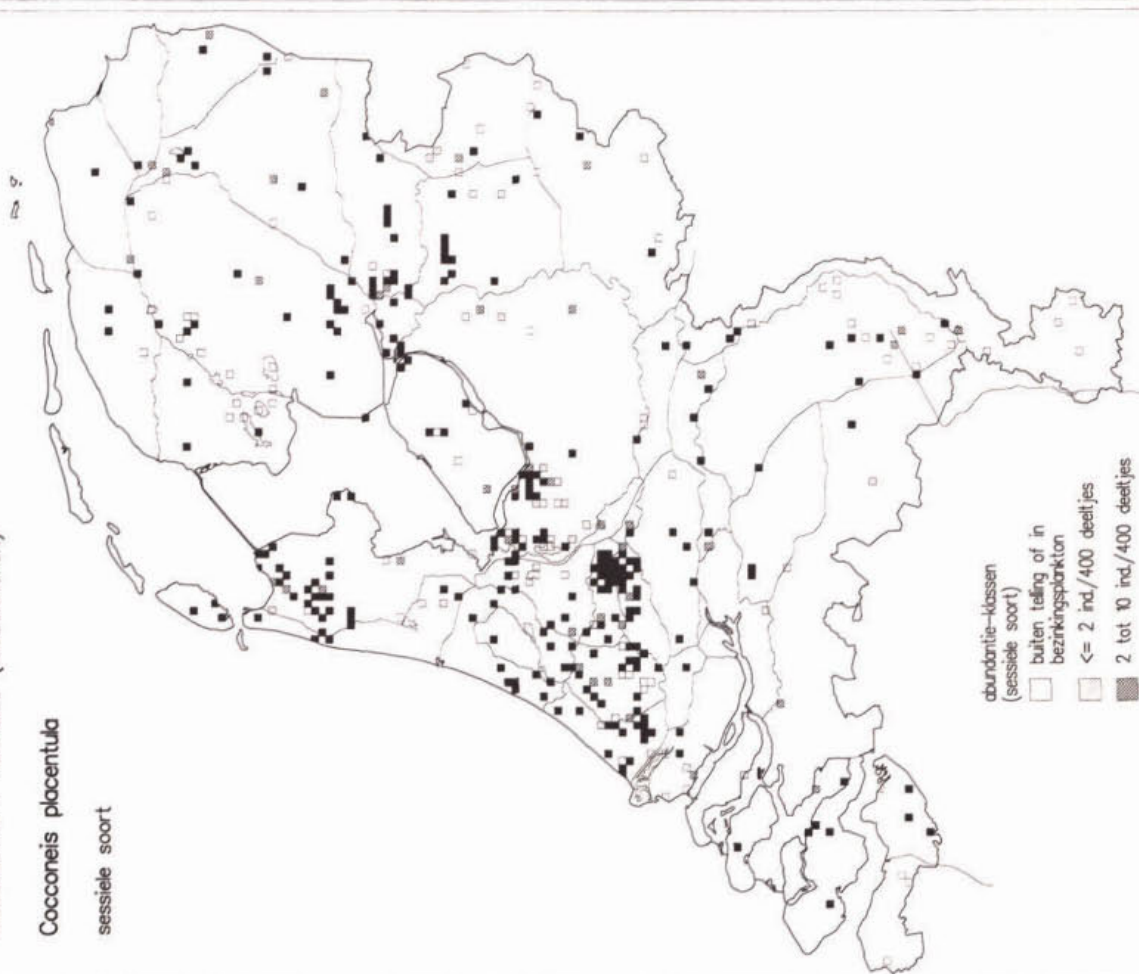 Cocconeis placentula
sessiele soort
abundantie-klassen
(sessiele soort)
buiten telling of in
bezinkingsplankton
<= 2 ind./400 deeltjes
2 tot 10 ind./400 deeltjes